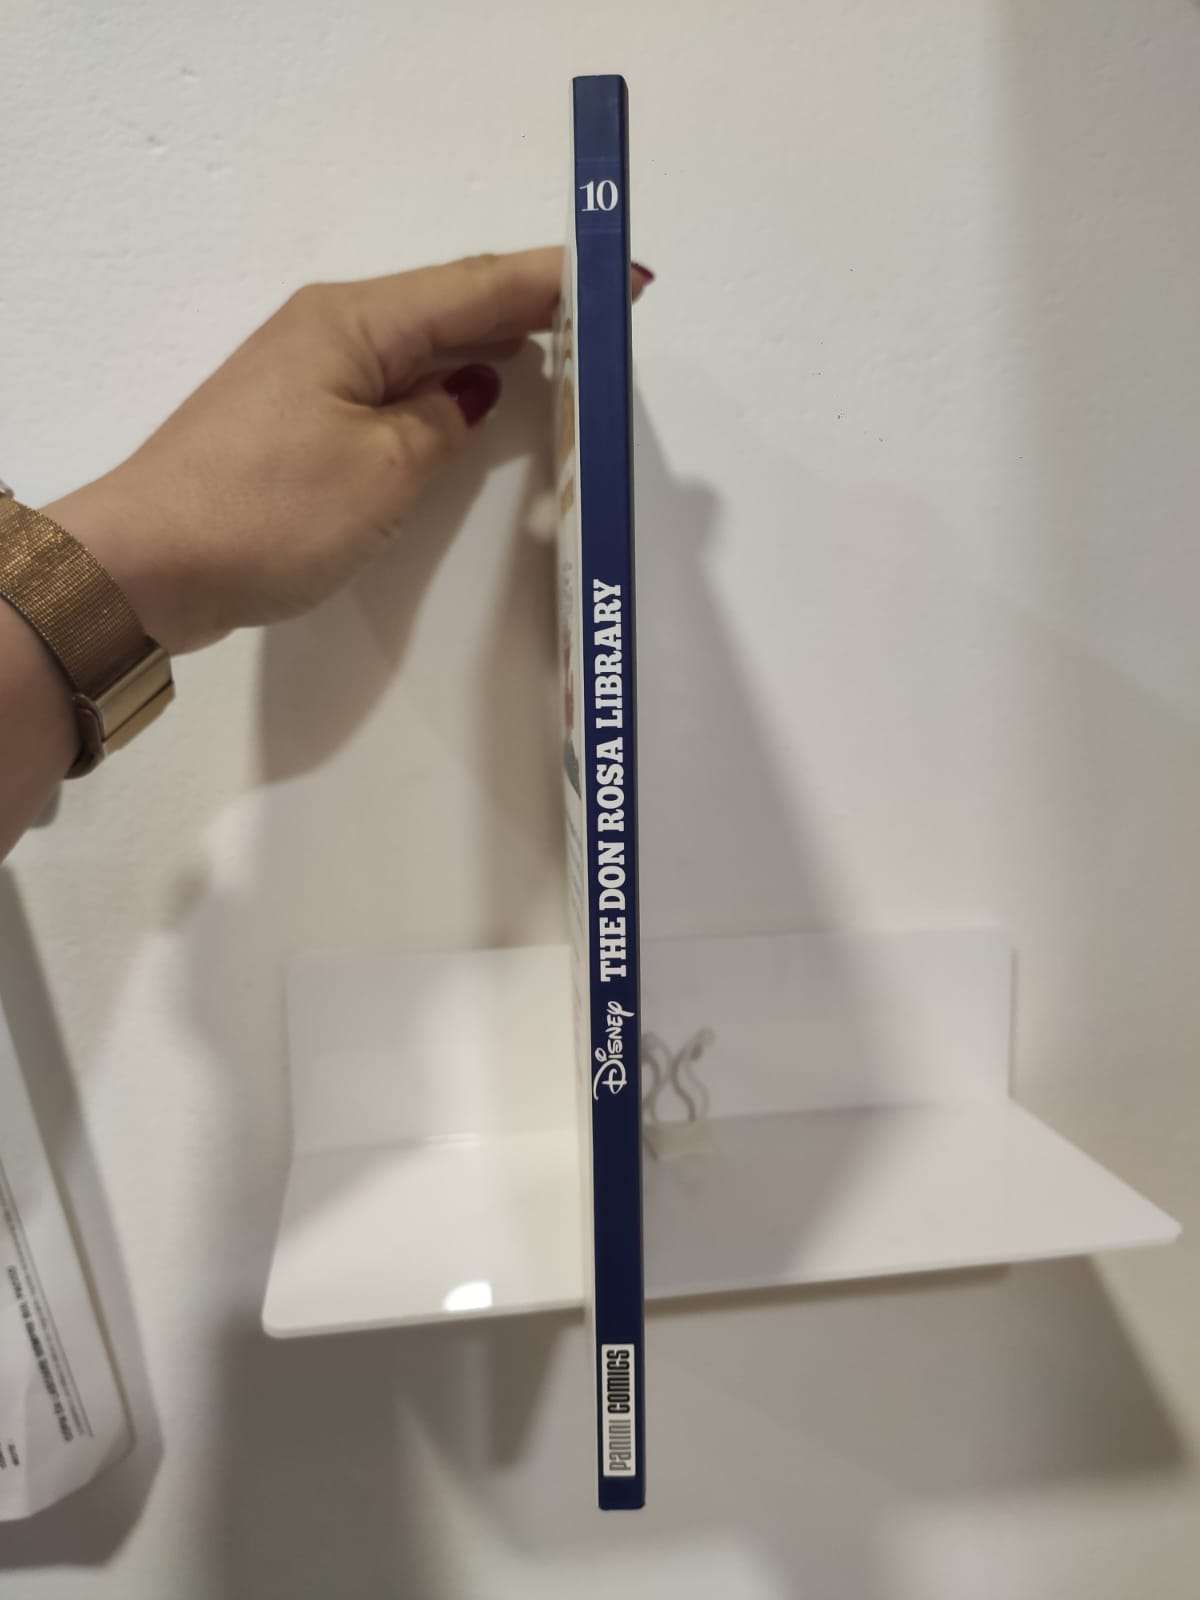 10
DISNEY THE DON ROSA LIBRARY
PANINI COMICS